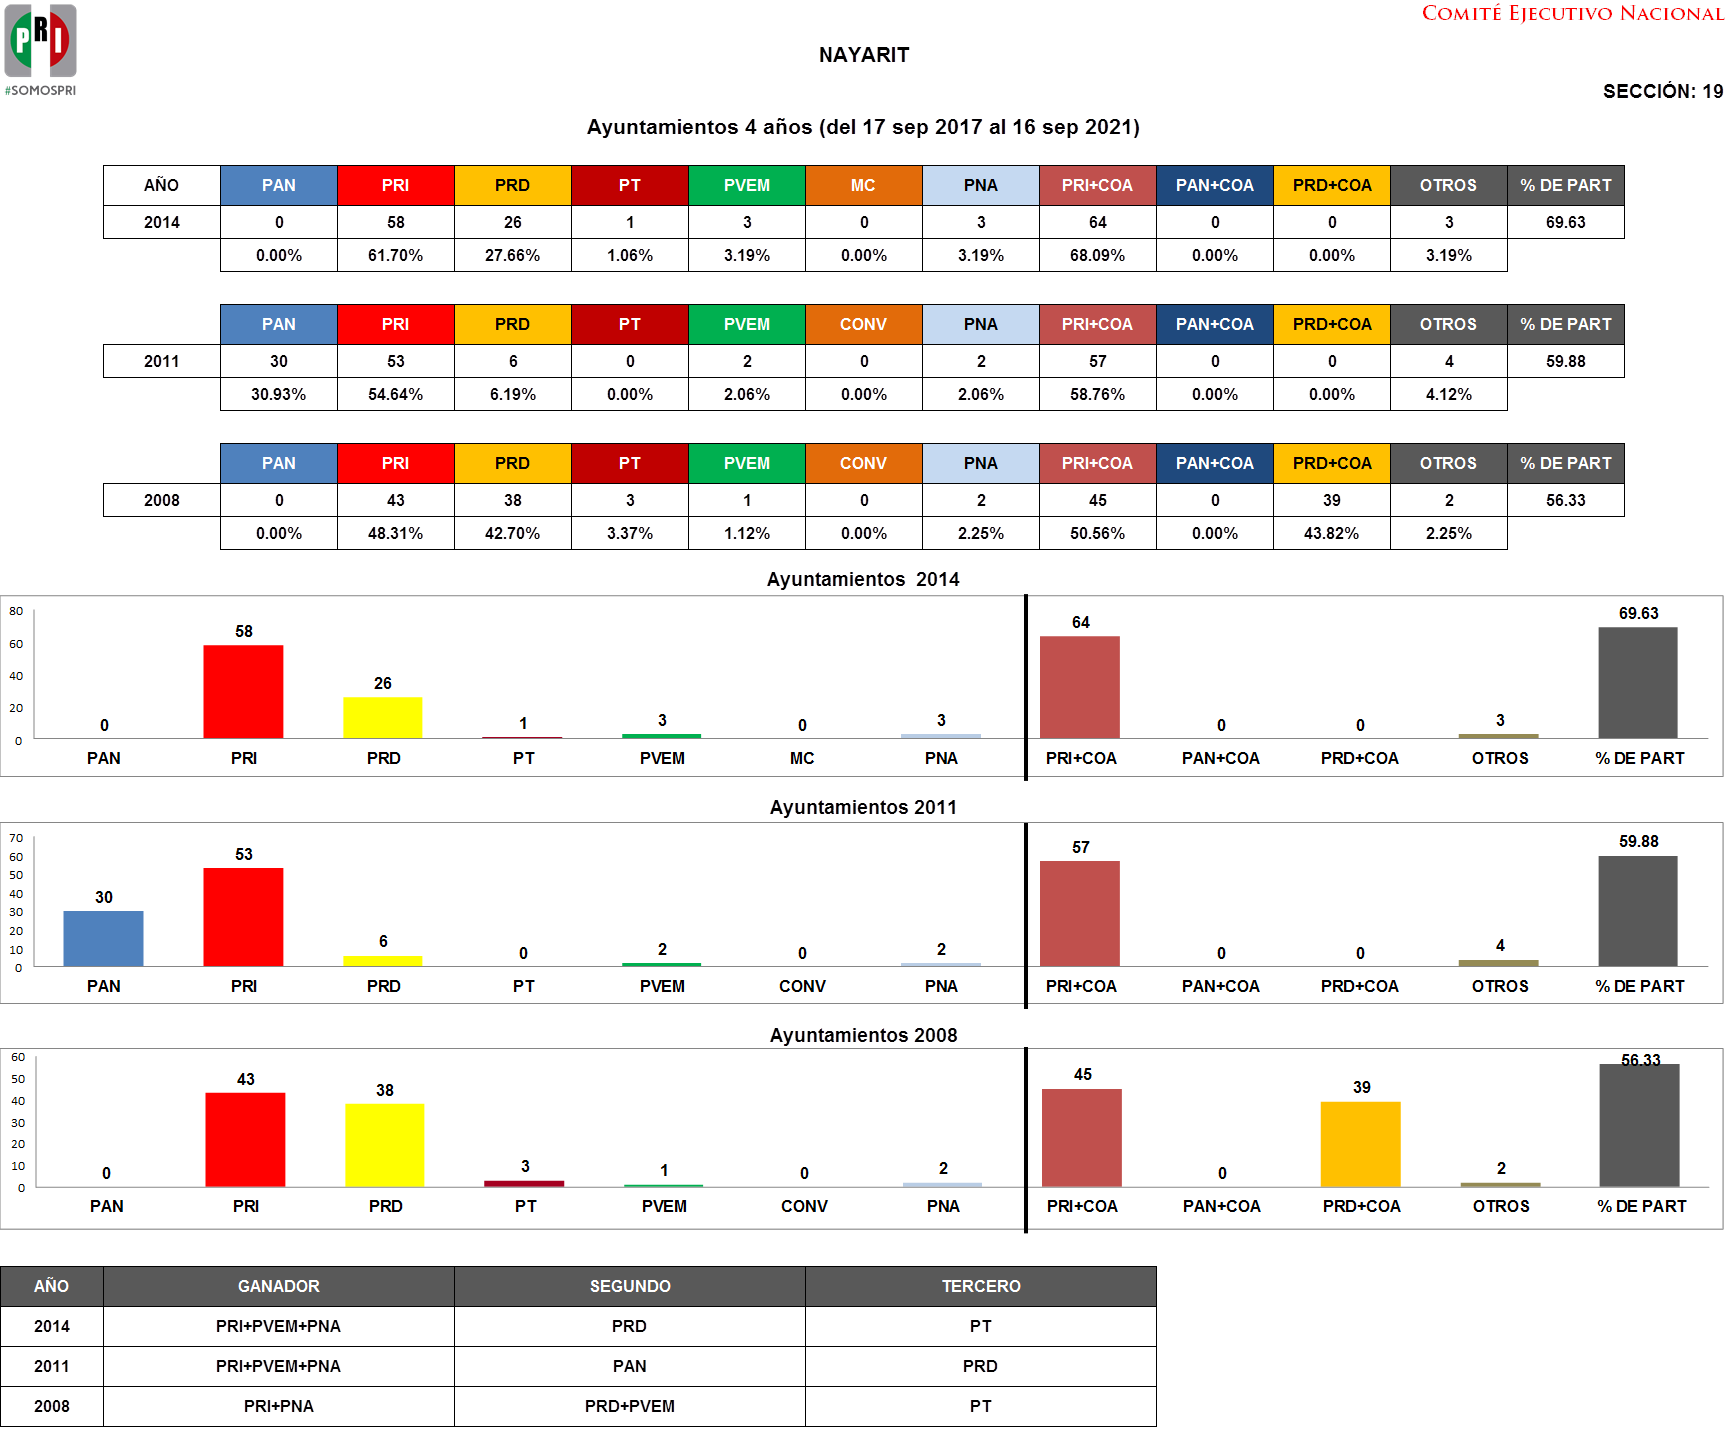 COMITÉ EJECUTIVO NACIONAL
PRI
#SOMOSPRI
NAYARIT
SECCIÓN: 19
Ayuntamientos 4 años (del 17 sep 2017 al 16 sep 2021)
AÑO PAN PRI PRD PT PVEM MC PNA PRI+COA PAN+COA PRD+COA OTROS % DE PART
2014 0 58 26 1 3 0 3 64 0 0 3 69.63
0.00% 61.70% 27.66% 1.06% 3.19% 0.00% 3.19% 68.09% 0.00% 0.00% 3.19%
PAN PRI PRD PT PVEM CONV PNA PRI+COA PAN+COA PRD+COA OTROS % DE PART
2011 30 53 6 0 2 0 2 57 0 0 4 59.88
30.93% 54.64% 6.19% 0.00% 2.06% 0.00% 2.06% 58.76% 0.00% 0.00% 4.12%
PAN PRI PRD PT PVEM CONV PNA PRI+COA PAN+COA PRD+COA OTROS % DE PART
2008 0 43 38 3 1 0 2 45 0 39 2 56.33
0.00% 48.31% 42.70% 3.37% 1.12% 0.00% 2.25% 50.56% 0.00% 43.82% 2.25%
Ayuntamientos 2014
80
60
40
20
0
0 58 26 1 3 0 3 64 0 0 3 69.63
PAN PRI PRD PT PVEM MC PNA PRI+COA PAN+COA PRD+COA OTROS % DE PART
Ayuntamientos 2011
70
60
50
40
30
20
10
0
30 53 6 0 2 0 2 57 0 0 4 59.88
PAN PRI PRD PT PVEM CONV PNA PRI+COA PAN+COA PRD+COA OTROS % DE PART
Ayuntamientos 2008
60
50
40
30
20
10
0
0 43 38 3 1 0 2 45 0 39 2 56.33
PAN PRI PRD PT PVEM CONV PNA PRI+COA PAN+COA PRD+COA OTROS % DE PART
AÑO GANADOR SEGUNDO TERCERO
2014 PRI+PVEM+PNA PRD PT
2011 PRI+PVEM+PNA PAN PRD
2008 PRI+PNA PRD+PVEM PT